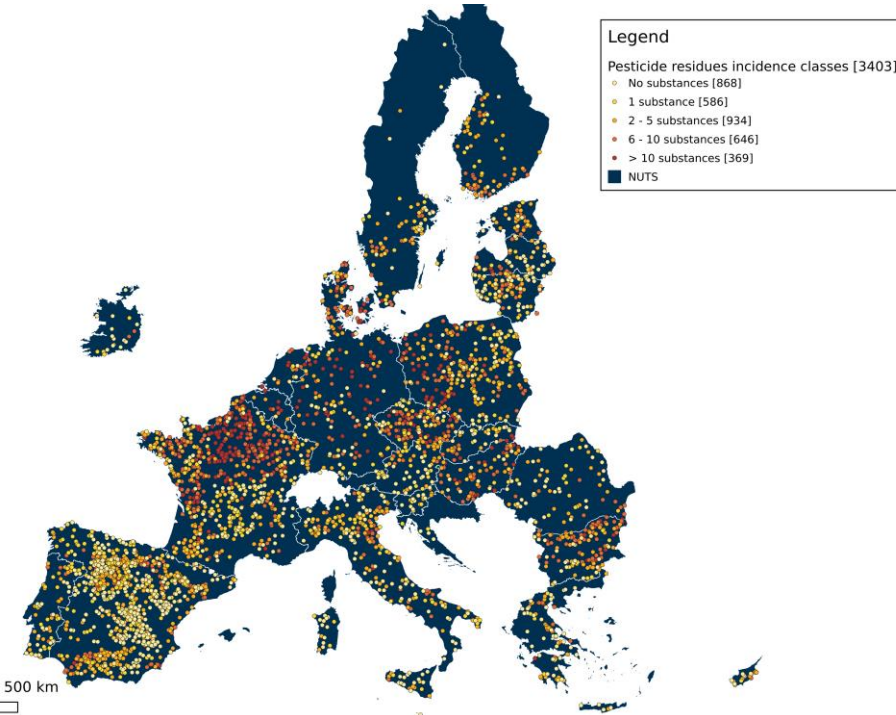 Legend
Pesticide residues incidence classes [3403]
No substances [868]
1 substance [586]
2 - 5 substances [934]
6 - 10 substances [646]
> 10 substances [369]
NUTS
500 km